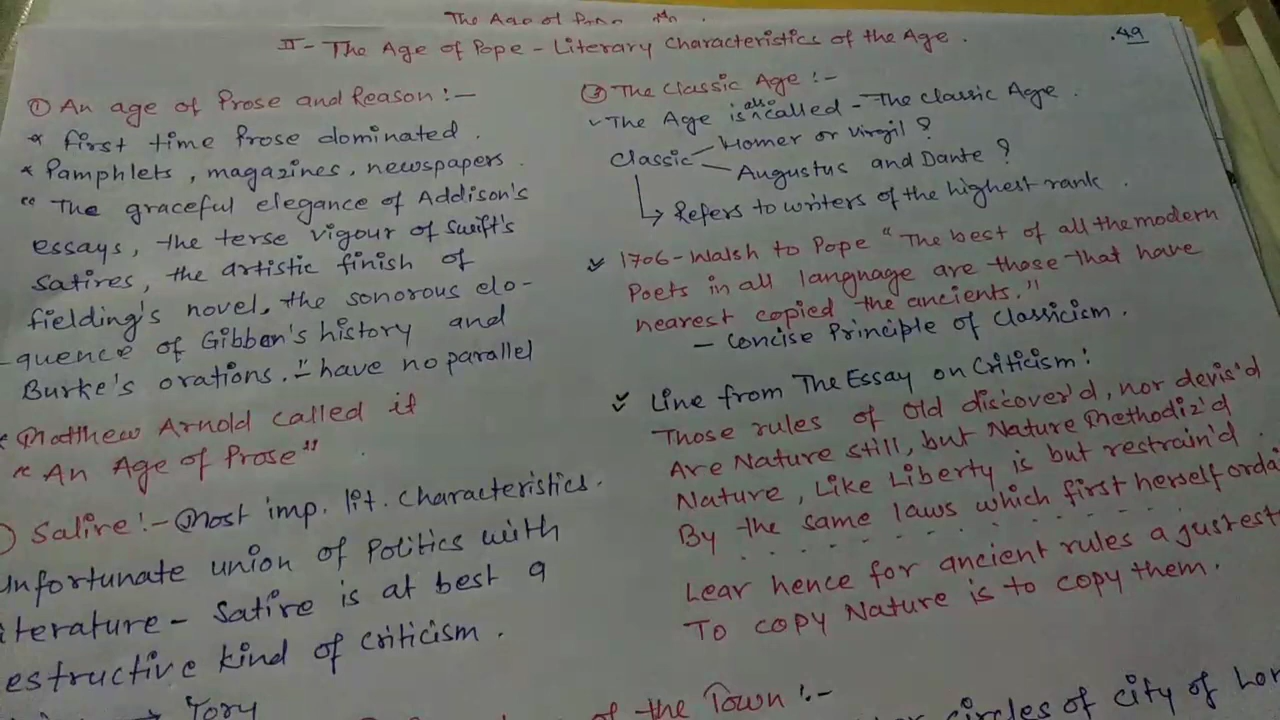 The Age of
II - The Age of Pope - Literary Characteristics of the Age.
.49
① An age of Prose and Reason :-
* first time Prose dominated.
* Pamphlets, magazines, newspapers.
" The graceful elegance of Addison's
essays, the terse vigour of Swift's
Satires, the artistic finish of
fielding's novel, the sonorous elo-
-quence of Gibbon's history and
Burke's orations." - have no parallel
* Matthew Arnold called it
" An Age of Prose"
) Satire :- Most imp. lit. characteristics.
Unfortunate union of Politics with
iterature - Satire is at best a
estructive kind of criticism.
Tory
③ The Classic Age :-
The Age is also called - The Classic Age.
Classic Homer or Virgil ?
Augustus and Dante ?
Refers to writers of the highest rank.
1706 - Walsh to Pope " The best of all the modern
Poets in all language are those that have
nearest copied the ancients."
- Concise Principle of Classicism.
Line from The Essay on Criticism :
Those rules of old discover'd, nor devis'd
Are Nature still, but Nature Methodiz'd
Nature, Like Liberty is but restrain'd
By the same laws which first herself orda
. . . . . . . . . . . . . . .
Lear hence for ancient rules a justest
To copy Nature is to copy them.
of the Town :-
circles of city of Lon